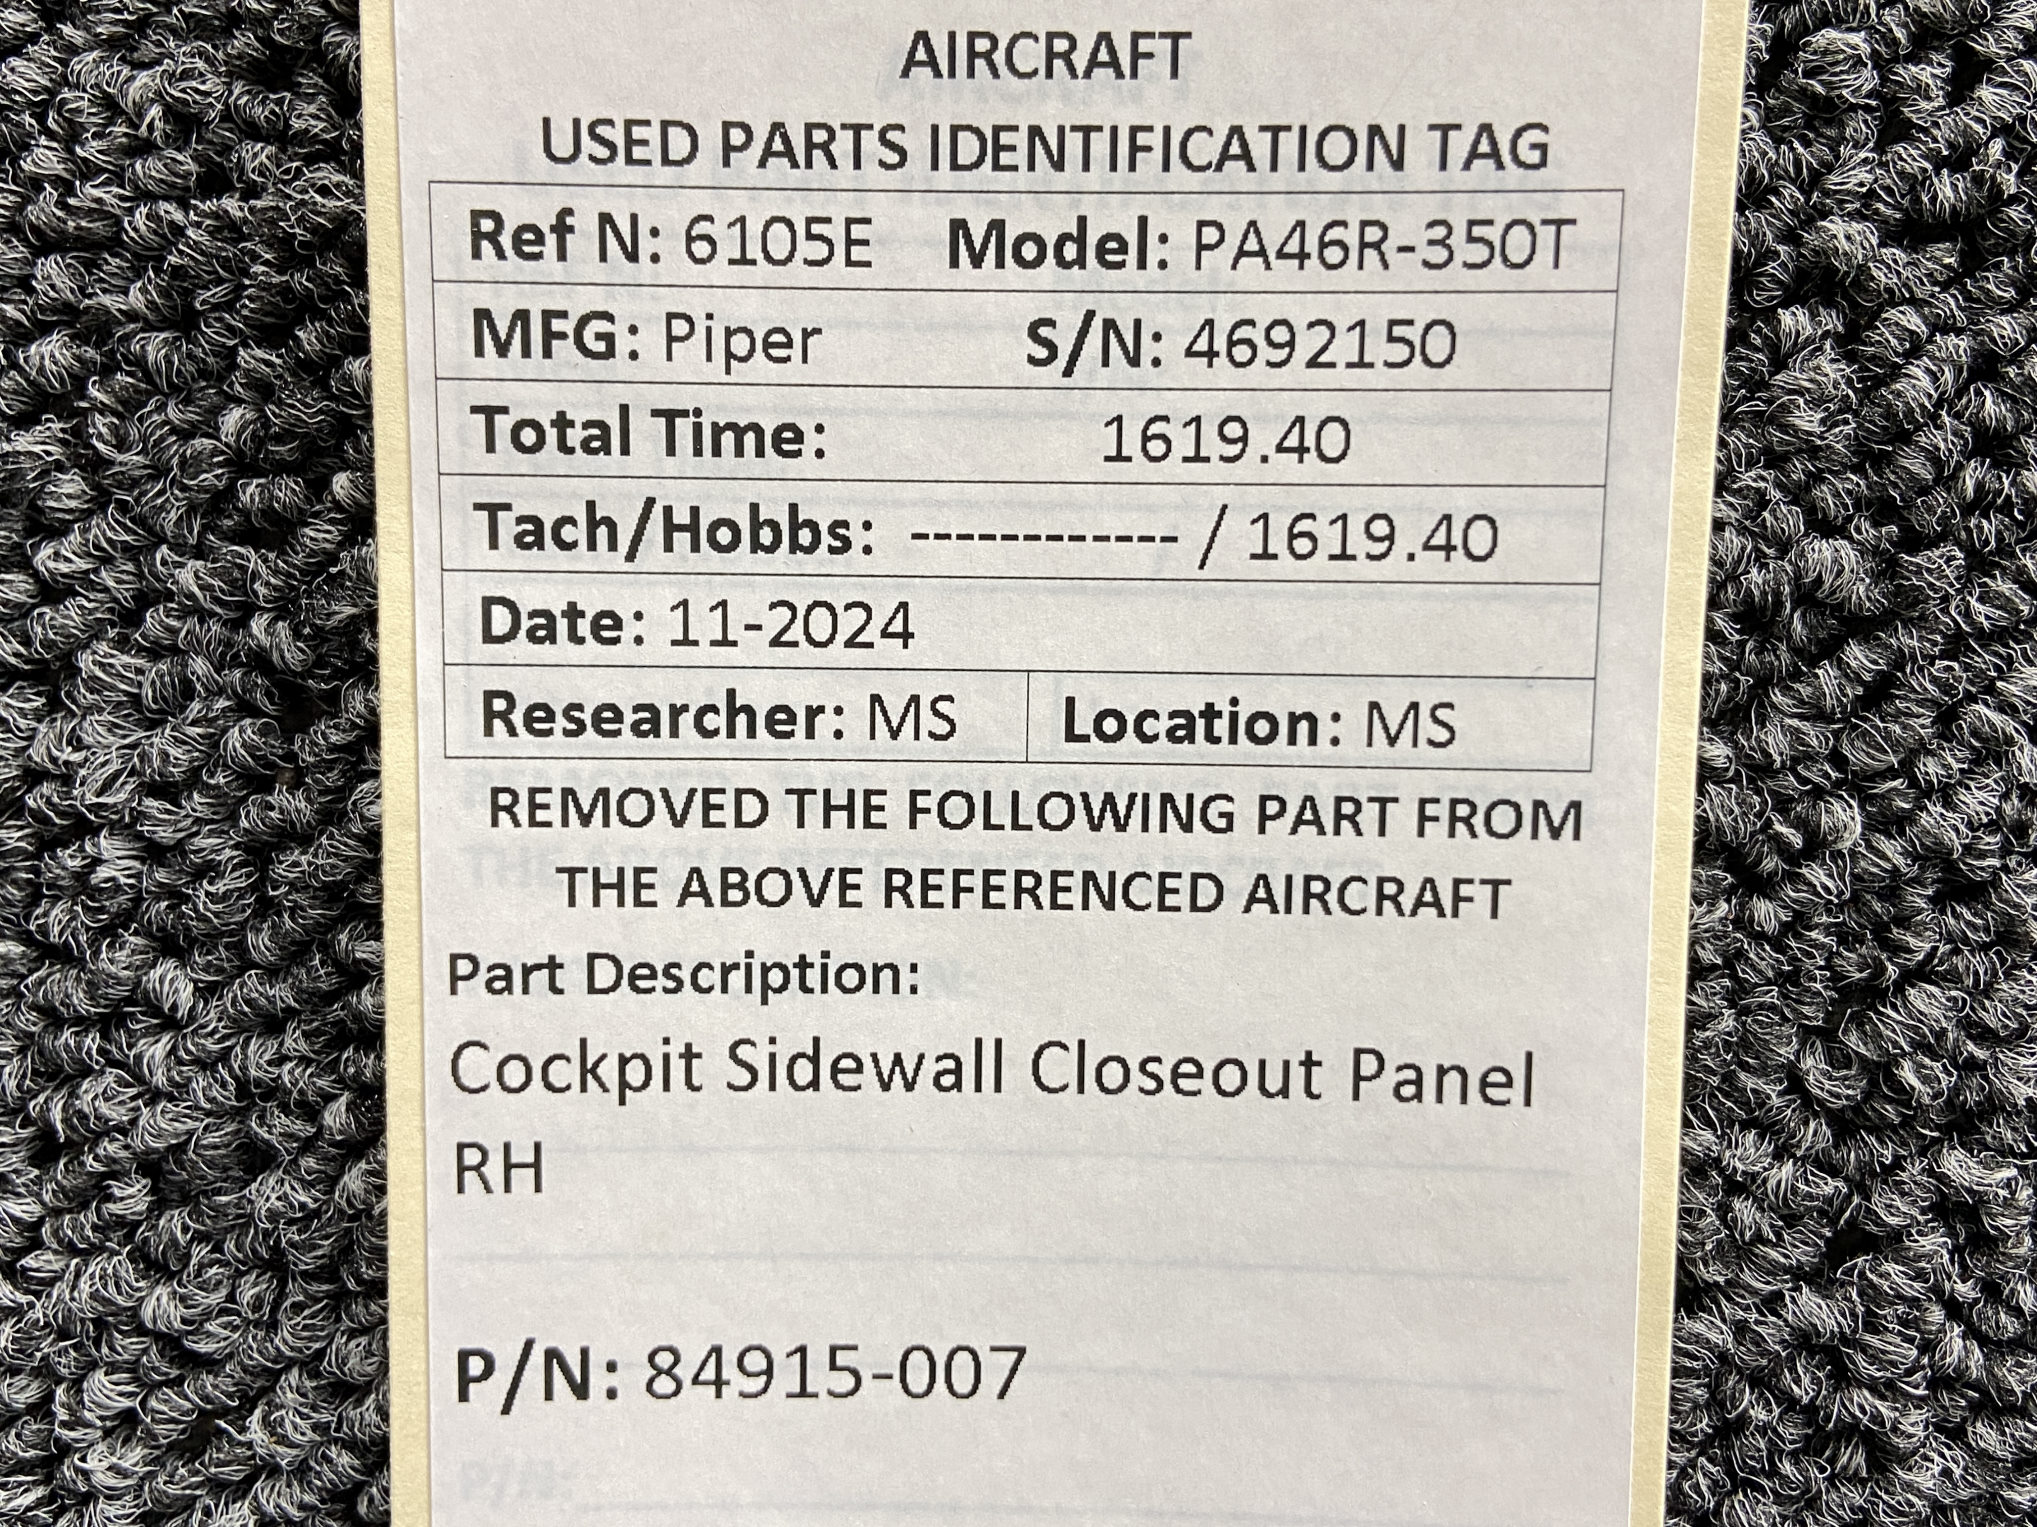 AIRCRAFT
USED PARTS IDENTIFICATION TAG
Ref N: 6105E Model: PA46R-350T
MFG: Piper S/N: 4692150
Total Time: 1619.40
Tach/Hobbs: ------------ / 1619.40
Date: 11-2024
Researcher: MS Location: MS
REMOVED THE FOLLOWING PART FROM
THE ABOVE REFERENCED AIRCRAFT
Part Description:
Cockpit Sidewall Closeout Panel
RH
P/N: 84915-007